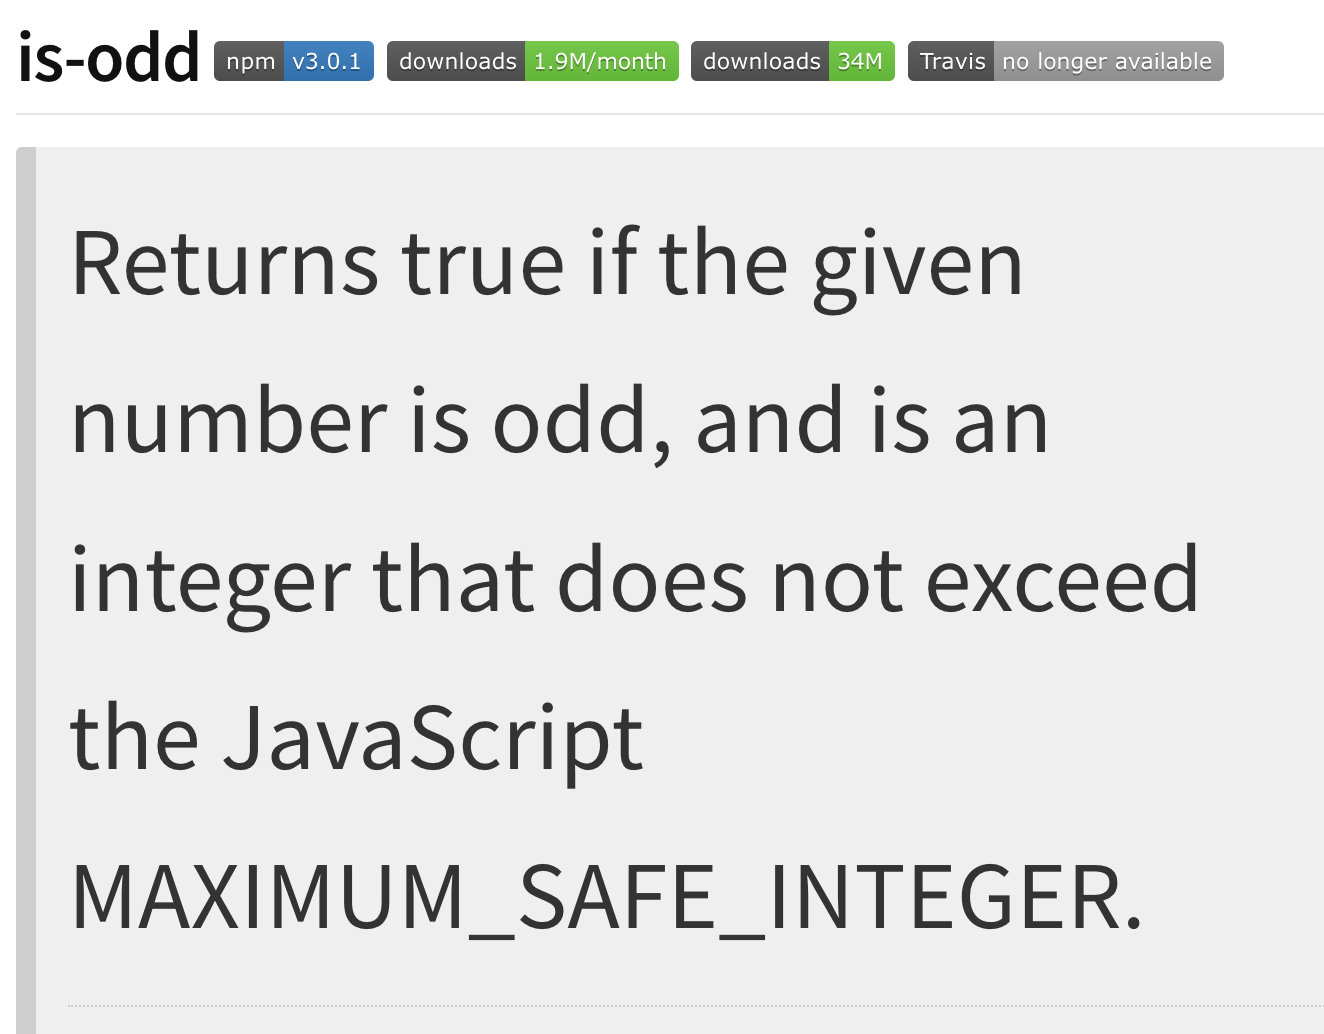 is-odd npm v3.0.1 downloads 1.9M/month downloads 34M Travis no longer available
Returns true if the given
number is odd, and is an
integer that does not exceed
the JavaScript
MAXIMUM_SAFE_INTEGER.